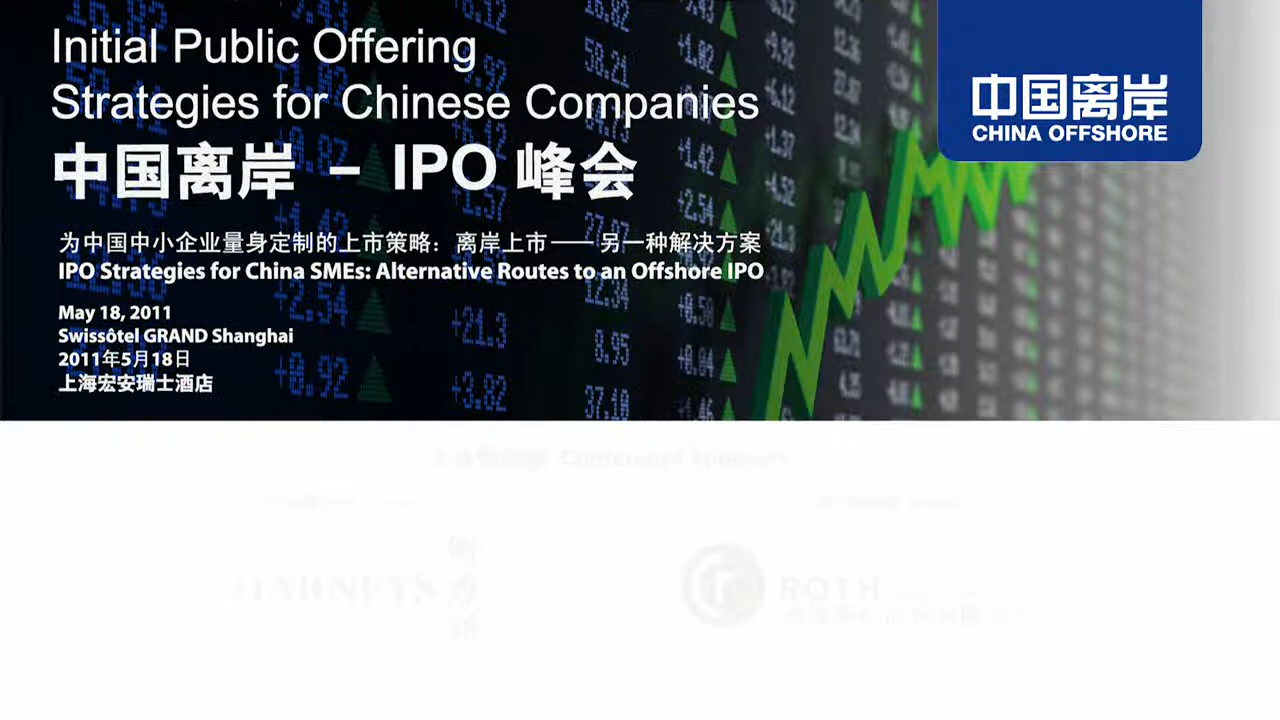 Initial Public Offering
Strategies for Chinese Companies
中国离岸 - IPO 峰会
为中国中小企业量身定制的上市策略：离岸上市——另一种解决方案
IPO Strategies for China SMEs: Alternative Routes to an Offshore IPO
May 18, 2011
Swissôtel GRAND Shanghai
2011年5月18日
上海宏安瑞士酒店
中国离岸
CHINA OFFSHORE
Conference Sponsors
HARNEYS
ROTH